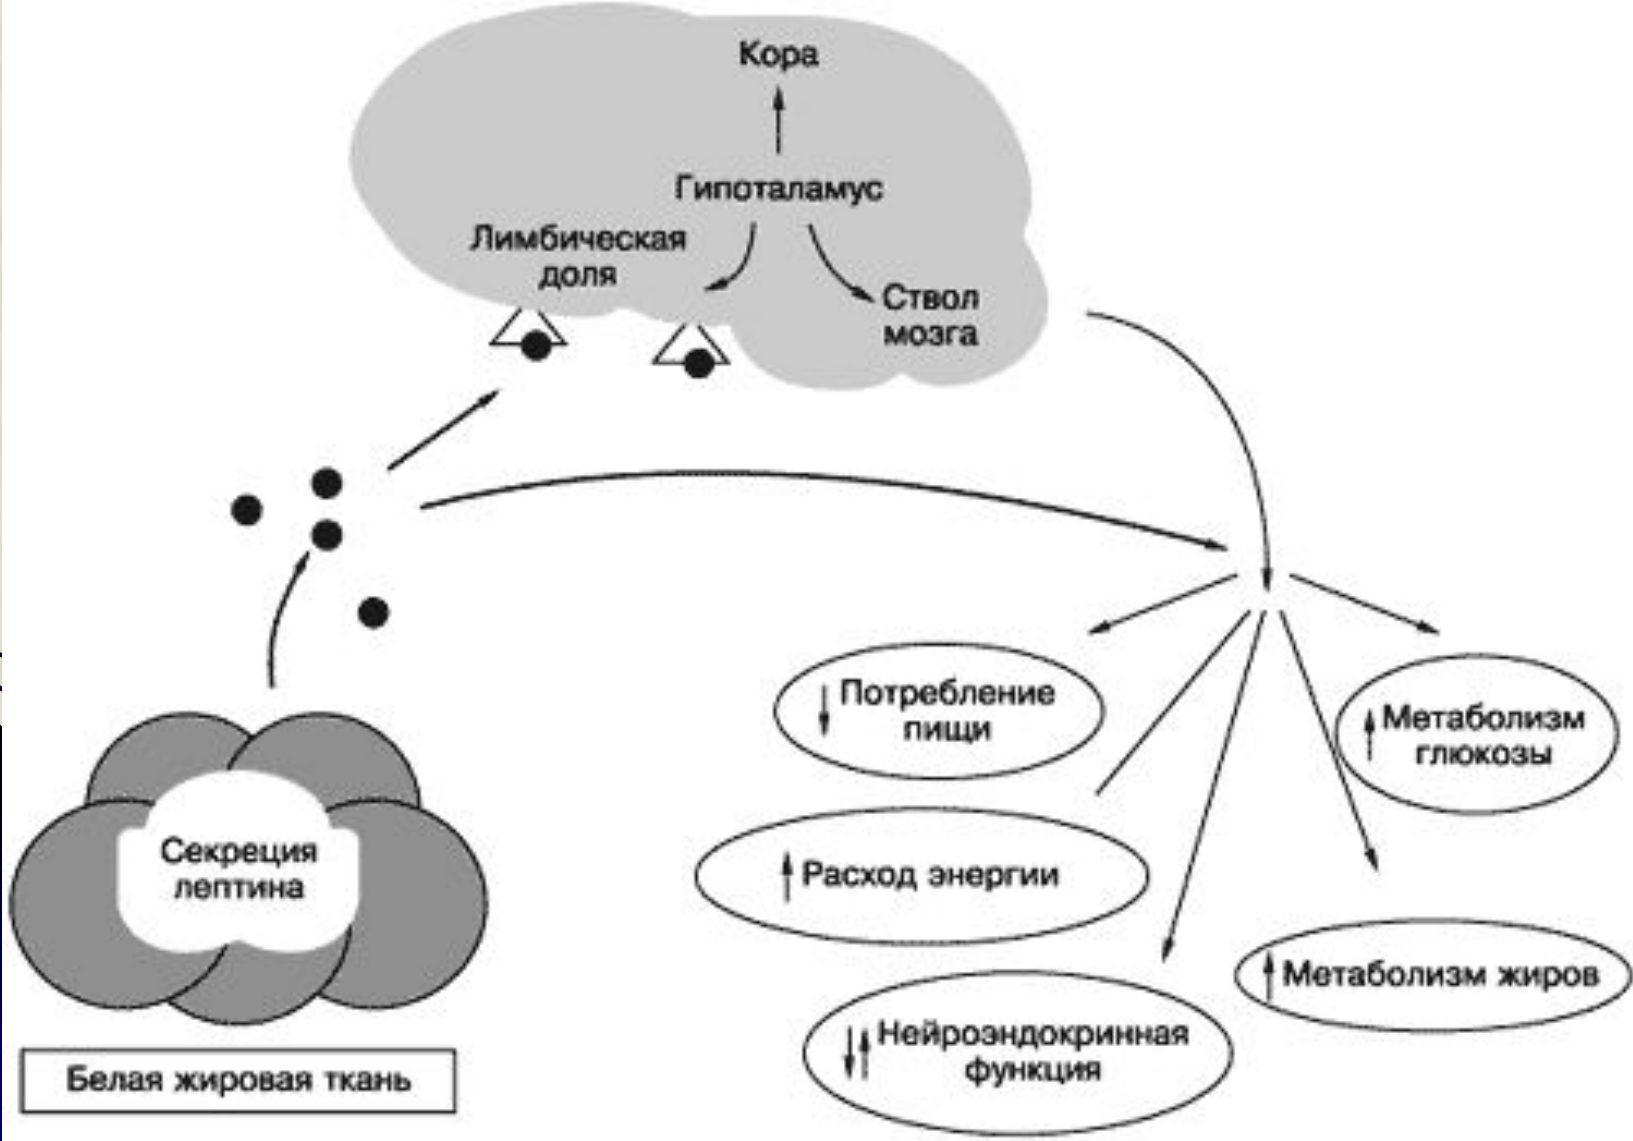 Кора
Гипоталамус
Лимбическая
доля
Ствол
мозга
Потребление
пищи
Метаболизм
глюкозы
Секреция
лептина
Расход энергии
Метаболизм жиров
Нейроэндокринная
функция
Белая жировая ткань